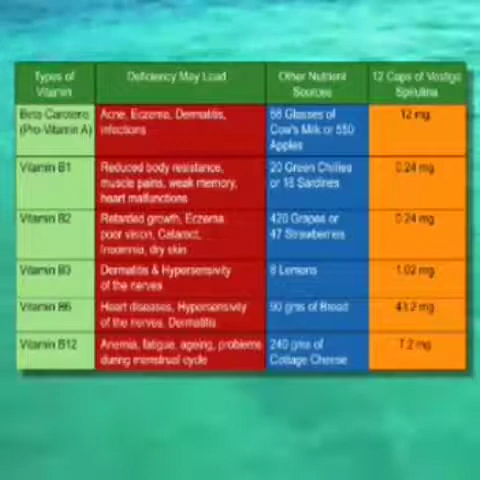 Types of Vitamin
Deficiency May Lead
Other Nutrient Sources
12 Caps of Vestige Spirulina
Beta Carotene (Pro-Vitamin A)
Acne, Eczema, Dermatitis,
infections
Glasses of
Cow's Milk or 550
Apples
12 mg
Vitamin B1
Reduced body resistance,
muscle pains, weak memory,
heart malfunctions
20 Green Chillies
or 18 Sardines
0.24 mg
Vitamin B2
Retarded growth, Eczema
poor vision, Cataract,
Insomnia, dry skin
420 Grapes or
47 Strawberries
0.24 mg
Vitamin B3
Dermatitis & Hypersensivity
of the nerves
8 Lemons
1.02 mg
Vitamin B6
Heart diseases, Hypersensivity
of the nerves, Dermatitis
90 gms of Bread
mg
Vitamin B12
Anemia, fatigue, ageing, problems
during menstrual cycle
240 gms of
Cottage Cheese
7.2 mg